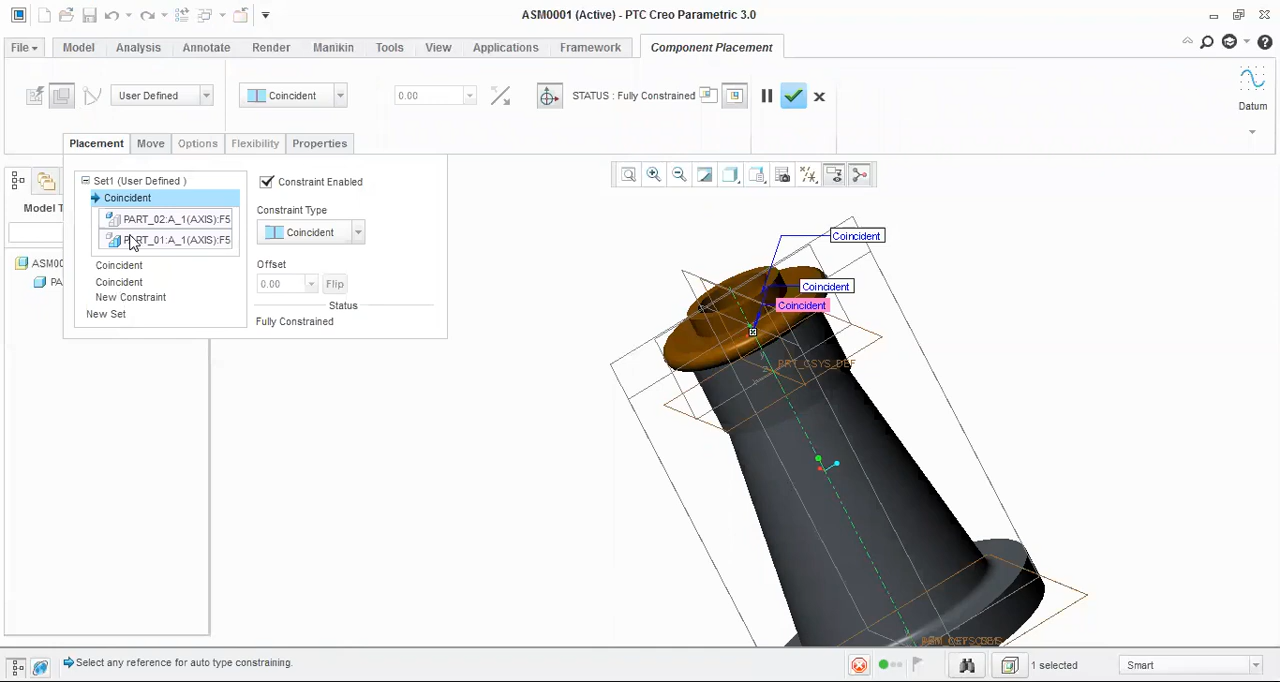 ASM0001 (Active) - PTC Creo Parametric 3.0
File Model Analysis Annotate Render Manikin Tools View Applications Framework Component Placement
User Defined Coincident 0.00 STATUS : Fully Constrained Datum
Placement Move Options Flexibility Properties
Set1 (User Defined )
Coincident
PART_02:A_1(AXIS):F5
PART_01:A_1(AXIS):F5
Coincident
Coincident
New Constraint
New Set
Constraint Enabled
Constraint Type
Coincident
Offset
0.00 Flip
Status
Fully Constrained
Model T
ASM00
PA
Coincident
Coincident
Coincident
PRT_CSYS_DEF
Select any reference for auto type constraining.
1 selected
Smart